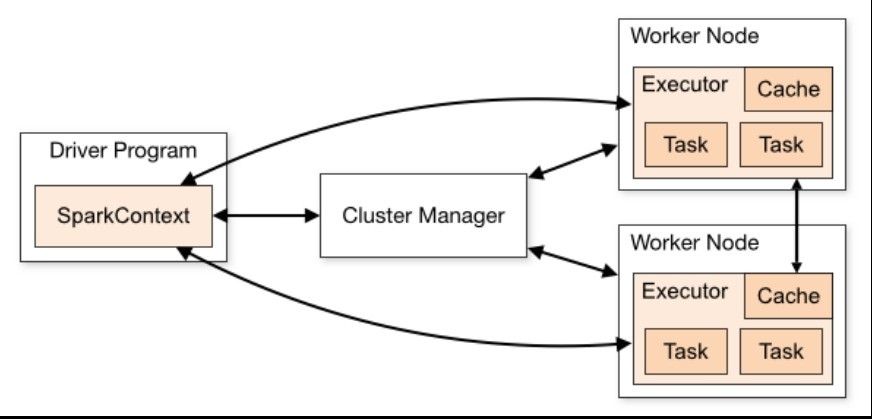 Driver Program
SparkContext
Cluster Manager
Worker Node
Executor
Cache
Task
Task
Worker Node
Executor
Cache
Task
Task